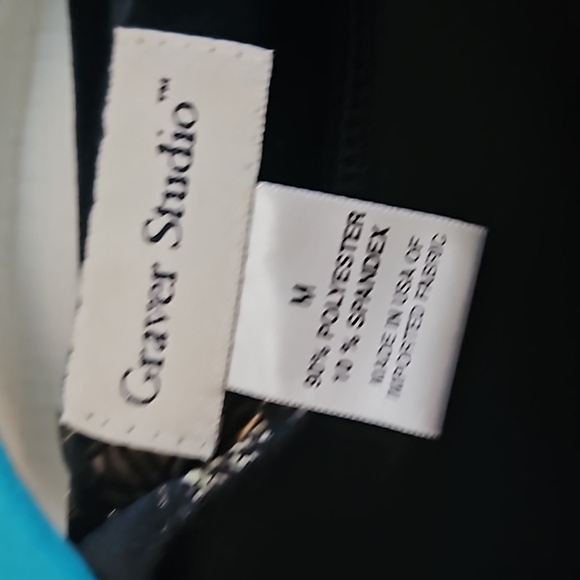 Graver Studio™
M
90% POLYESTER
10 % SPANDEX
MADE IN USA OF
IMPORTED FABRIC